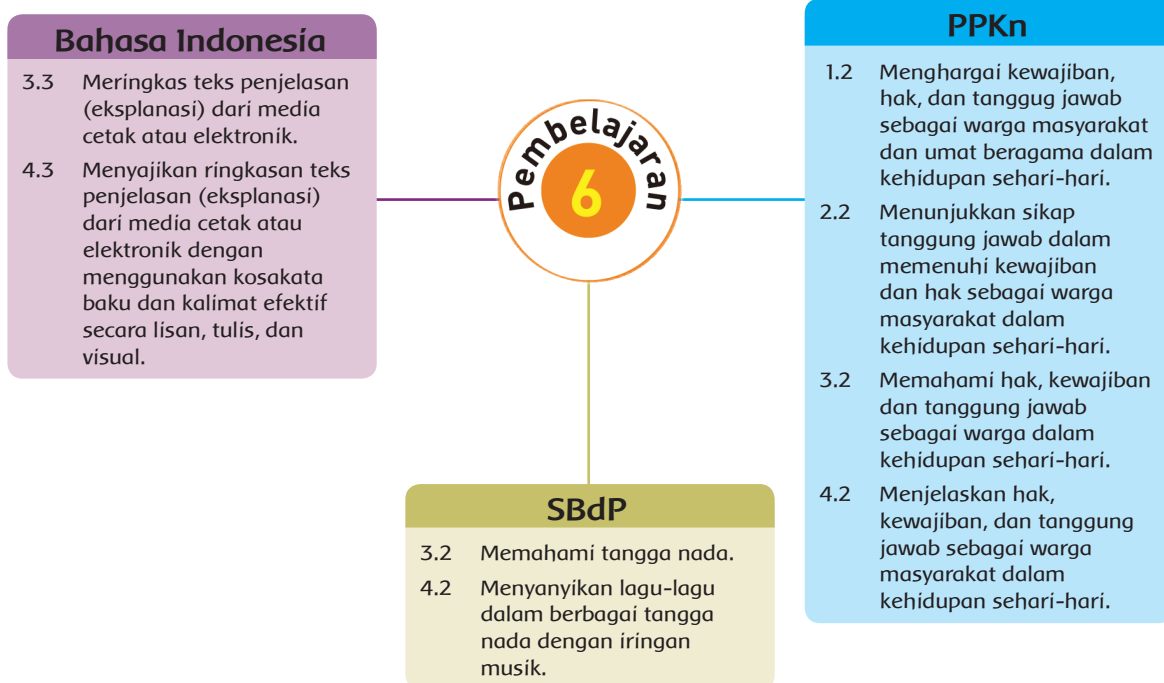 Bahasa Indonesia
3.3 Meringkas teks penjelasan
(eksplanasi) dari media
cetak atau elektronik.
4.3 Menyajikan ringkasan teks
penjelasan (eksplanasi)
dari media cetak atau
elektronik dengan
menggunakan kosakata
baku dan kalimat efektif
secara lisan, tulis, dan
visual.
Pembelajaran
6
PPKn
1.2 Menghargai kewajiban,
hak, dan tanggug jawab
sebagai warga masyarakat
dan umat beragama dalam
kehidupan sehari-hari.
2.2 Menunjukkan sikap
tanggung jawab dalam
memenuhi kewajiban
dan hak sebagai warga
masyarakat dalam
kehidupan sehari-hari.
3.2 Memahami hak, kewajiban
dan tanggung jawab
sebagai warga dalam
kehidupan sehari-hari.
4.2 Menjelaskan hak,
kewajiban, dan tanggung
jawab sebagai warga
masyarakat dalam
kehidupan sehari-hari.
SBdP
3.2 Memahami tangga nada.
4.2 Menyanyikan lagu-lagu
dalam berbagai tangga
nada dengan iringan
musik.